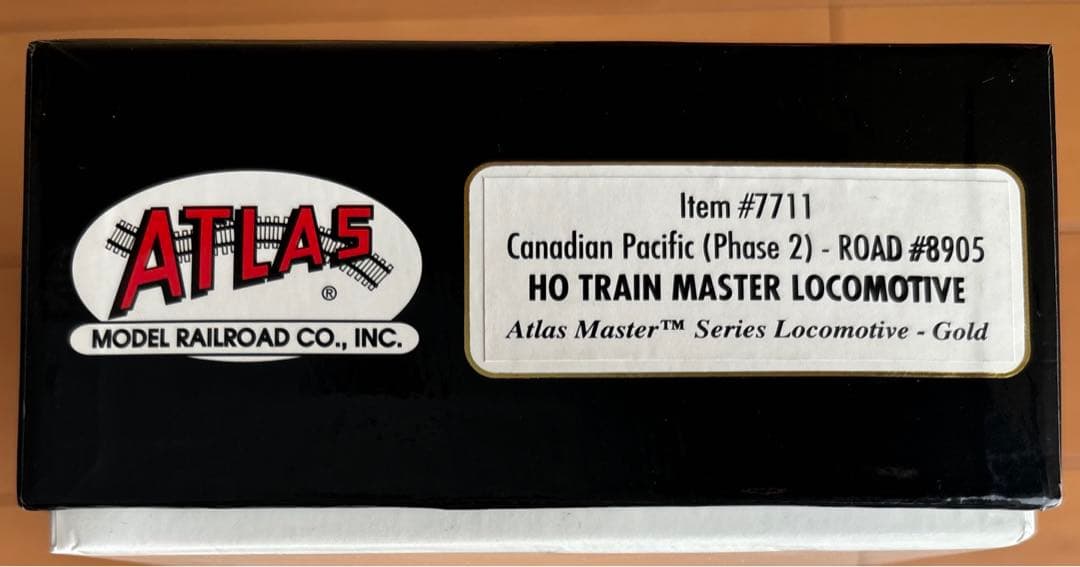 ATLAS
®
MODEL RAILROAD CO., INC.
Item #7711
Canadian Pacific (Phase 2) - ROAD #8905
HO TRAIN MASTER LOCOMOTIVE
Atlas Master™ Series Locomotive - Gold